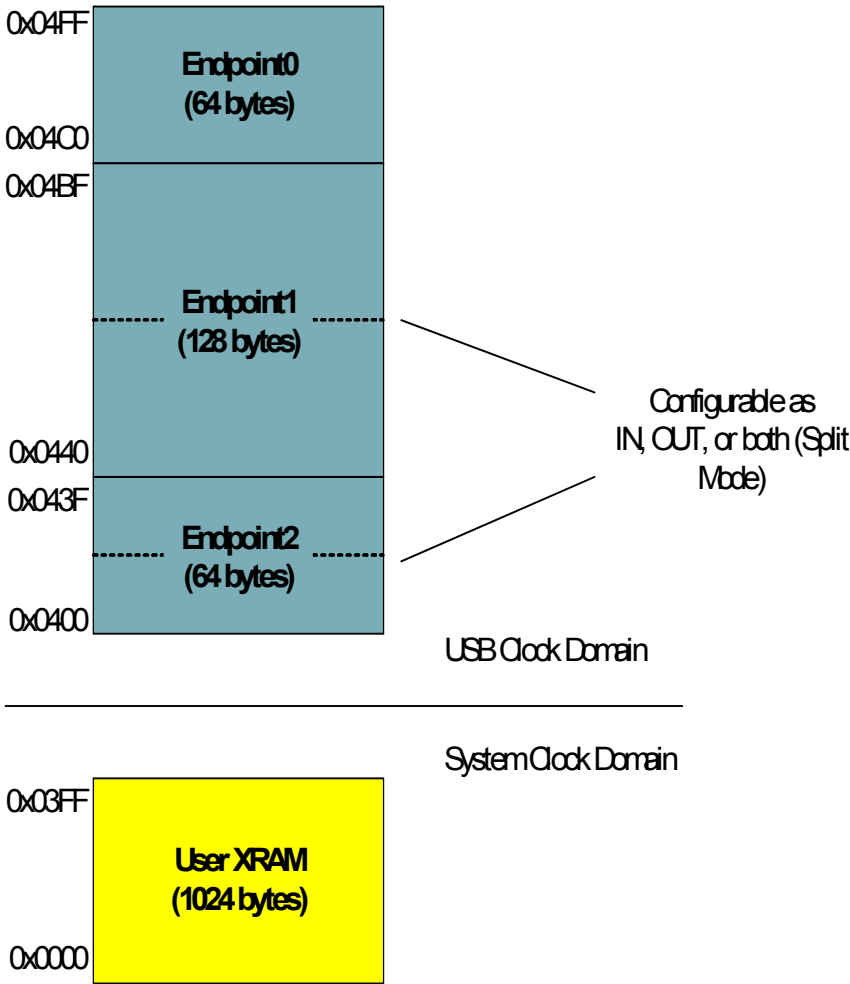 0x04FF
Endpoint0
(64 bytes)
0x04C0
0x04BF
Endpoint1
(128 bytes)
Configurable as
IN, OUT, or both (Split
Mode)
0x0440
0x043F
Endpoint2
(64 bytes)
0x0400
USB Clock Domain
System Clock Domain
0x03FF
User XRAM
(1024 bytes)
0x0000